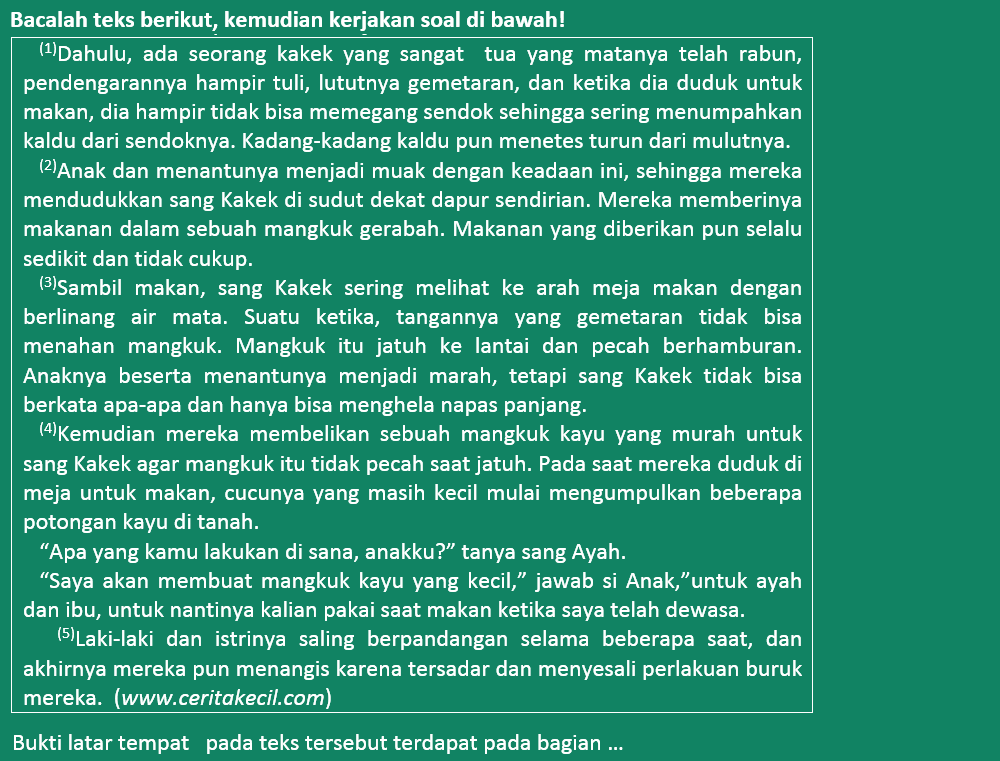 Bacalah teks berikut, kemudian kerjakan soal di bawah!
(1)Dahulu, ada seorang kakek yang sangat tua yang matanya telah rabun,
pendengarannya hampir tuli, lututnya gemetaran, dan ketika dia duduk untuk
makan, dia hampir tidak bisa memegang sendok sehingga sering menumpahkan
kaldu dari sendoknya. Kadang-kadang kaldu pun menetes turun dari mulutnya.
(2)Anak dan menantunya menjadi muak dengan keadaan ini, sehingga mereka
mendudukkan sang Kakek di sudut dekat dapur sendirian. Mereka memberinya
makanan dalam sebuah mangkuk gerabah. Makanan yang diberikan pun selalu
sedikit dan tidak cukup.
(3)Sambil makan, sang Kakek sering melihat ke arah meja makan dengan
berlinang air mata. Suatu ketika, tangannya yang gemetaran tidak bisa
menahan mangkuk. Mangkuk itu jatuh ke lantai dan pecah berhamburan.
Anaknya beserta menantunya menjadi marah, tetapi sang Kakek tidak bisa
berkata apa-apa dan hanya bisa menghela napas panjang.
(4)Kemudian mereka membelikan sebuah mangkuk kayu yang murah untuk
sang Kakek agar mangkuk itu tidak pecah saat jatuh. Pada saat mereka duduk di
meja untuk makan, cucunya yang masih kecil mulai mengumpulkan beberapa
potongan kayu di tanah.
“Apa yang kamu lakukan di sana, anakku?” tanya sang Ayah.
“Saya akan membuat mangkuk kayu yang kecil,” jawab si Anak,”untuk ayah
dan ibu, untuk nantinya kalian pakai saat makan ketika saya telah dewasa.
(5)Laki-laki dan istrinya saling berpandangan selama beberapa saat, dan
akhirnya mereka pun menangis karena tersadar dan menyesali perlakuan buruk
mereka. (www.ceritakecil.com)
Bukti latar tempat pada teks tersebut terdapat pada bagian ...